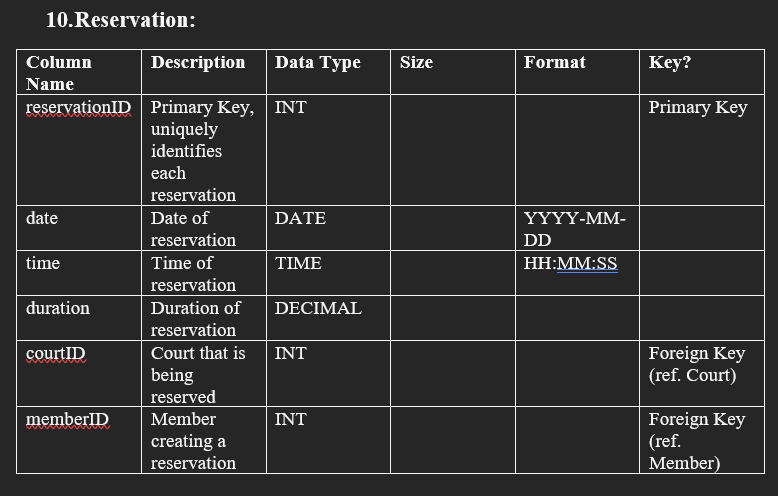 10.Reservation:
Column Name Description Data Type Size Format Key?
reservationID Primary Key, uniquely identifies each reservation INT Primary Key
date Date of reservation DATE YYYY-MM-DD
time Time of reservation TIME HH:MM:SS
duration Duration of reservation DECIMAL
courtID Court that is being reserved INT Foreign Key (ref. Court)
memberID Member creating a reservation INT Foreign Key (ref. Member)